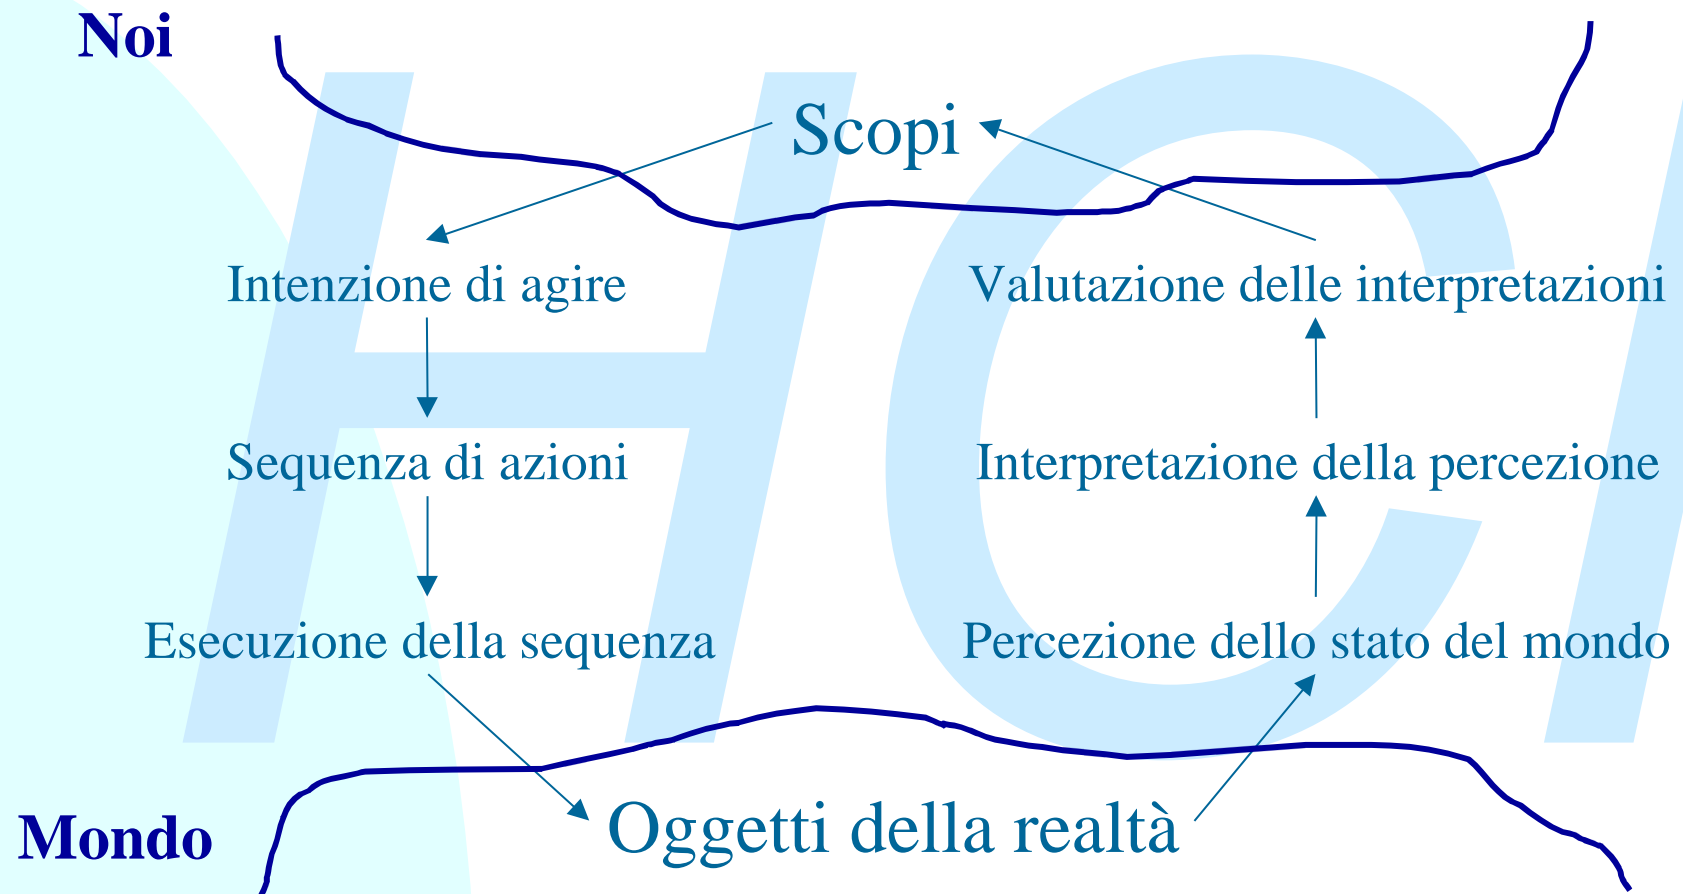 Noi
Scopi
Intenzione di agire
Valutazione delle interpretazioni
Sequenza di azioni
Interpretazione della percezione
Esecuzione della sequenza
Percezione dello stato del mondo
Oggetti della realtà
Mondo
HCI